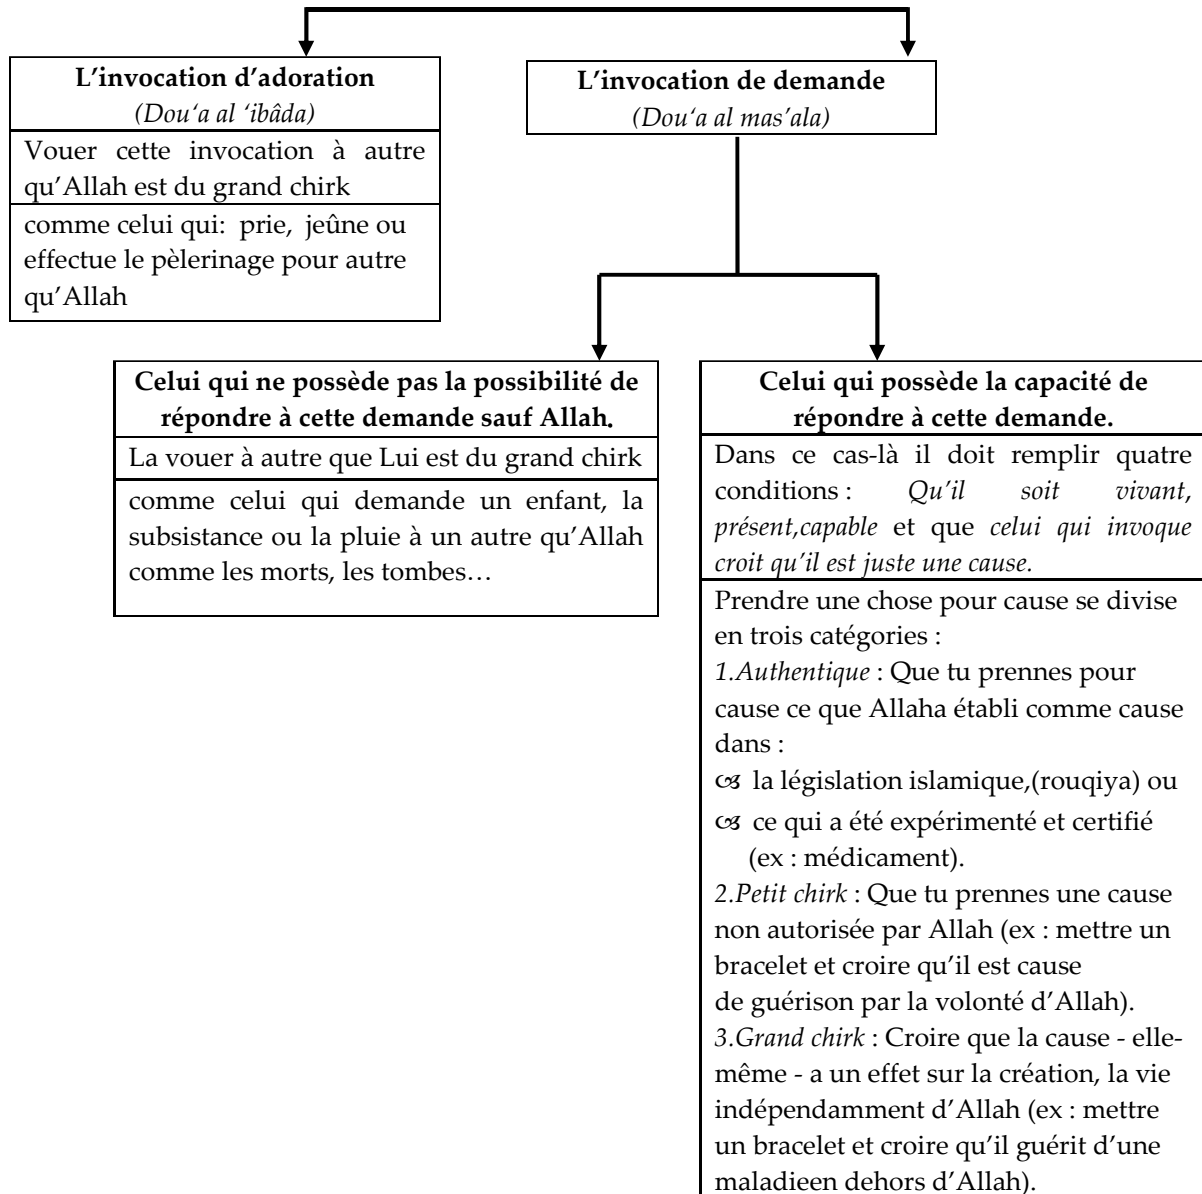 L’invocation d’adoration
(Dou‘a al ‘ibâda)
Vouer cette invocation à autre
qu’Allah est du grand chirk
comme celui qui: prie, jeûne ou
effectue le pèlerinage pour autre
qu’Allah
L’invocation de demande
(Dou‘a al mas’ala)
Celui qui ne possède pas la possibilité de
répondre à cette demande sauf Allah.
La vouer à autre que Lui est du grand chirk
comme celui qui demande un enfant, la
subsistance ou la pluie à un autre qu’Allah
comme les morts, les tombes…
Celui qui possède la capacité de
répondre à cette demande.
Dans ce cas-là il doit remplir quatre
conditions : Qu’il soit vivant,
présent,capable et que celui qui invoque
croit qu’il est juste une cause.
Prendre une chose pour cause se divise
en trois catégories :
1.Authentique : Que tu prennes pour
cause ce que Allaha établi comme cause
dans :
la législation islamique,(rouqiya) ou
ce qui a été expérimenté et certifié
(ex : médicament).
2.Petit chirk : Que tu prennes une cause
non autorisée par Allah (ex : mettre un
bracelet et croire qu’il est cause
de guérison par la volonté d’Allah).
3.Grand chirk : Croire que la cause - elle-
même - a un effet sur la création, la vie
indépendamment d’Allah (ex : mettre
un bracelet et croire qu’il guérit d’une
maladieen dehors d’Allah).